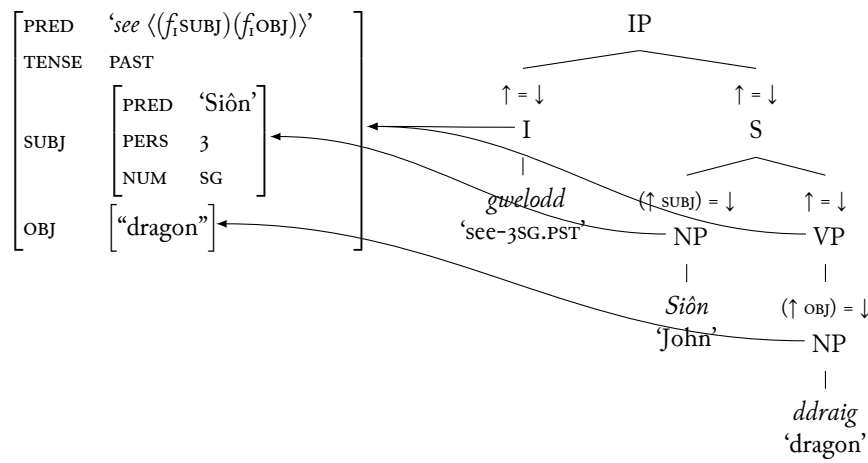 PRED ‘see ⟨(f₁SUBJ)(f₁OBJ)⟩’
TENSE PAST
SUBJ
PRED ‘Siôn’
PERS 3
NUM SG
OBJ “dragon”
IP
↑ = ↓ ↑ = ↓
I S
gwelodd
‘see-3SG.PST’
(↑ SUBJ) = ↓ ↑ = ↓
NP VP
Siôn
‘John’
(↑ OBJ) = ↓
NP
ddraig
‘dragon’